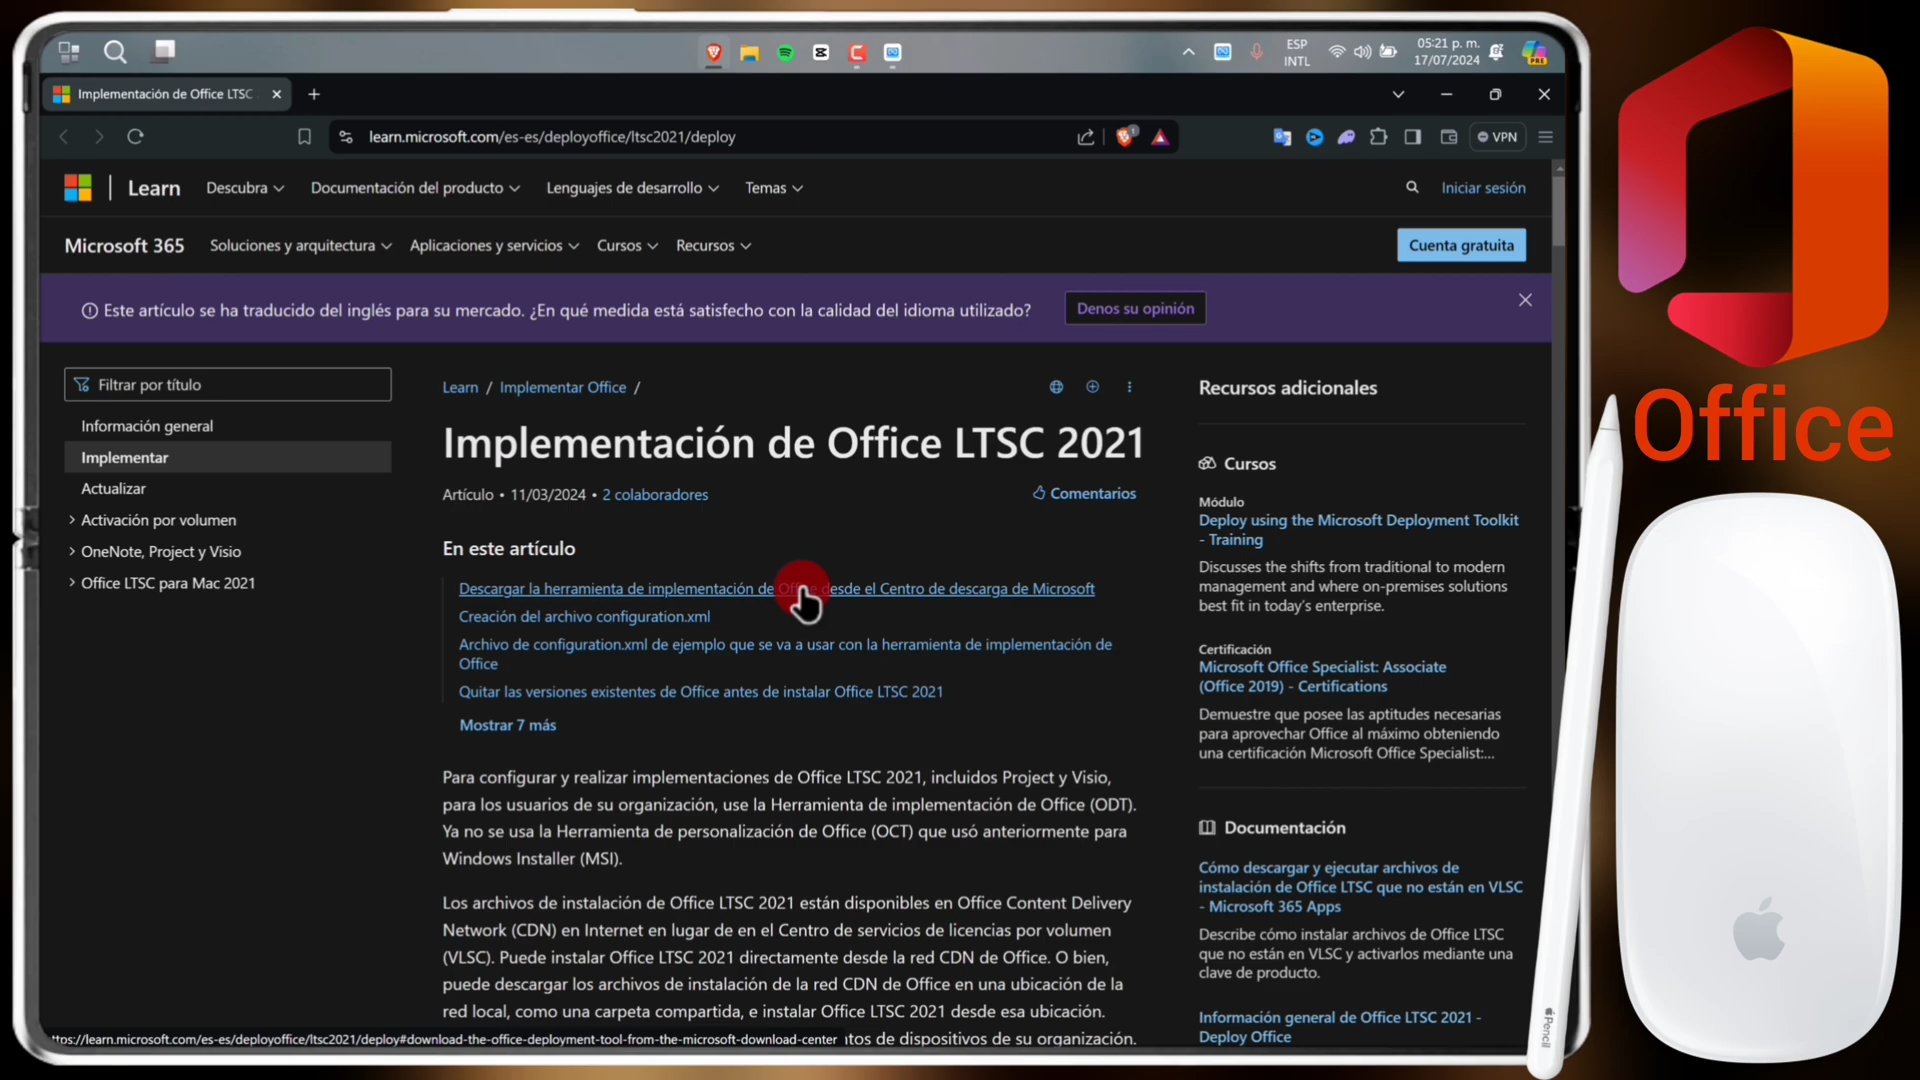 ESP
INTL
05:21 p. m.
17/07/2024
PRE
Implementación de Office LTSC
learn.microsoft.com/es-es/deployoffice/ltsc2021/deploy
1
VPN
Learn
Descubra
Documentación del producto
Lenguajes de desarrollo
Temas
Iniciar sesión
Microsoft 365
Soluciones y arquitectura
Aplicaciones y servicios
Cursos
Recursos
Cuenta gratuita
Este artículo se ha traducido del inglés para su mercado. ¿En qué medida está satisfecho con la calidad del idioma utilizado?
Denos su opinión
Filtrar por título
Información general
Implementar
Actualizar
Activación por volumen
OneNote, Project y Visio
Office LTSC para Mac 2021
Learn / Implementar Office /
Implementación de Office LTSC 2021
Artículo • 11/03/2024 • 2 colaboradores
Comentarios
En este artículo
Descargar la herramienta de implementación de Office desde el Centro de descarga de Microsoft
Creación del archivo configuration.xml
Archivo de configuration.xml de ejemplo que se va a usar con la herramienta de implementación de
Office
Quitar las versiones existentes de Office antes de instalar Office LTSC 2021
Mostrar 7 más
Para configurar y realizar implementaciones de Office LTSC 2021, incluidos Project y Visio,
para los usuarios de su organización, use la Herramienta de implementación de Office (ODT).
Ya no se usa la Herramienta de personalización de Office (OCT) que usó anteriormente para
Windows Installer (MSI).
Los archivos de instalación de Office LTSC 2021 están disponibles en Office Content Delivery
Network (CDN) en Internet en lugar de en el Centro de servicios de licencias por volumen
(VLSC). Puede instalar Office LTSC 2021 directamente desde la red CDN de Office. O bien,
puede descargar los archivos de instalación de la red CDN de Office en una ubicación de la
red local, como una carpeta compartida, e instalar Office LTSC 2021 desde esa ubicación.
tos de dispositivos de su organización.
ttps://learn.microsoft.com/es-es/deployoffice/ltsc2021/deploy#download-the-office-deployment-tool-from-the-microsoft-download-center
Recursos adicionales
Cursos
Módulo
Deploy using the Microsoft Deployment Toolkit
- Training
Discusses the shifts from traditional to modern
management and where on-premises solutions
best fit in today's enterprise.
Certificación
Microsoft Office Specialist: Associate
(Office 2019) - Certifications
Demuestre que posee las aptitudes necesarias
para aprovechar Office al máximo obteniendo
una certificación Microsoft Office Specialist:...
Documentación
Cómo descargar y ejecutar archivos de
instalación de Office LTSC que no están en VLSC
- Microsoft 365 Apps
Describe cómo instalar archivos de Office LTSC
que no están en VLSC y activarlos mediante una
clave de producto.
Información general de Office LTSC 2021 -
Deploy Office
Office
Pencil